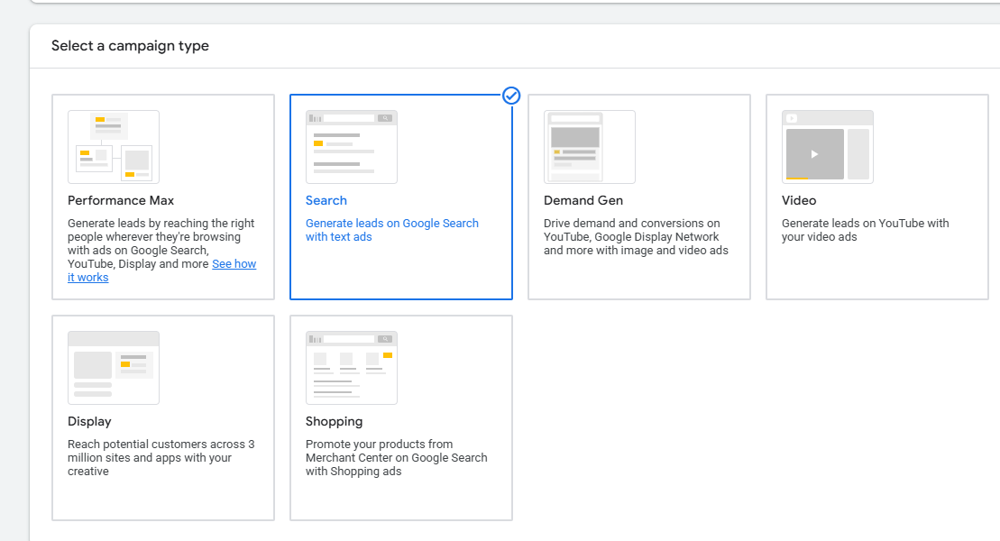 Select a campaign type
Performance Max
Generate leads by reaching the right
people wherever they're browsing
with ads on Google Search,
YouTube, Display and more See how
it works
Search
Generate leads on Google Search
with text ads
Demand Gen
Drive demand and conversions on
YouTube, Google Display Network
and more with image and video ads
Video
Generate leads on YouTube with
your video ads
Display
Reach potential customers across 3
million sites and apps with your
creative
Shopping
Promote your products from
Merchant Center on Google Search
with Shopping ads